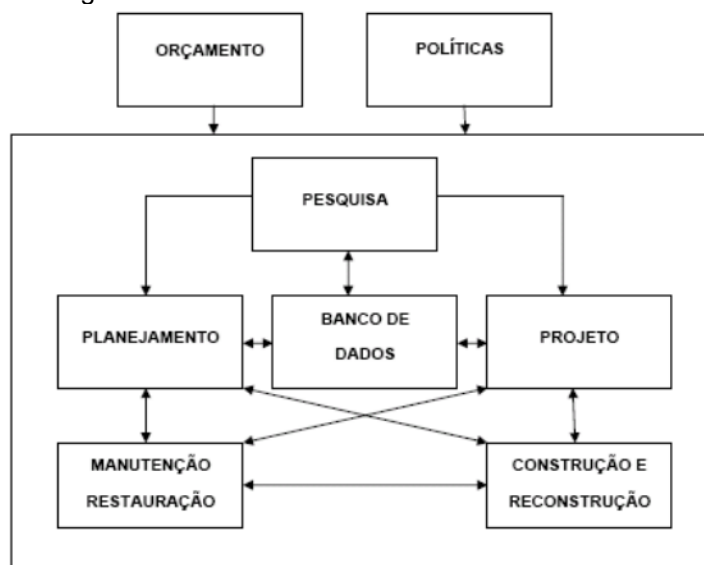 ORÇAMENTO
POLÍTICAS
PESQUISA
PLANEJAMENTO
BANCO DE
DADOS
PROJETO
MANUTENÇÃO
RESTAURAÇÃO
CONSTRUÇÃO E
RECONSTRUÇÃO